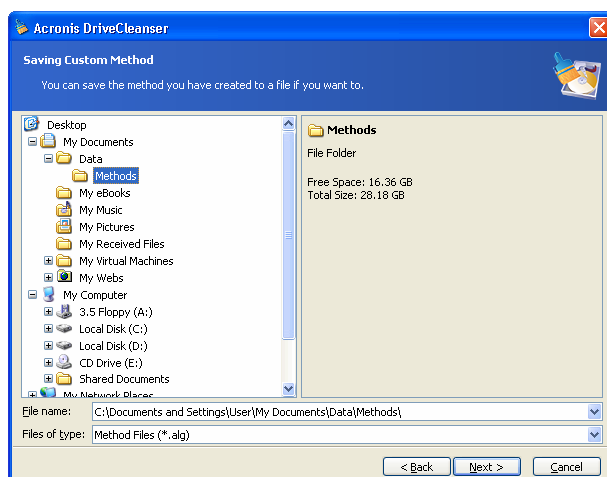 Acronis DriveCleanser
Saving Custom Method
You can save the method you have created to a file if you want to.
Desktop
My Documents
Data
Methods
My eBooks
My Music
My Pictures
My Received Files
My Virtual Machines
My Webs
My Computer
3.5 Floppy (A:)
Local Disk (C:)
Local Disk (D:)
CD Drive (E:)
Shared Documents
My Network Places
Methods
File Folder
Free Space: 16.36 GB
Total Size: 28.18 GB
File name: C:\Documents and Settings\User\My Documents\Data\Methods\
Files of type: Method Files (*.alg)
< Back Next > Cancel